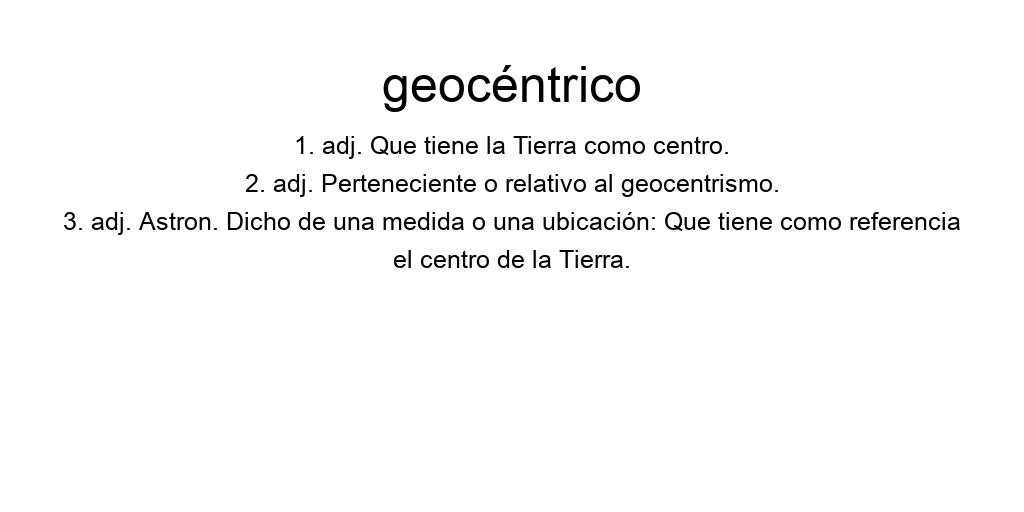 geocéntrico
1. adj. Que tiene la Tierra como centro.
2. adj. Perteneciente o relativo al geocentrismo.
3. adj. Astron. Dicho de una medida o una ubicación: Que tiene como referencia
el centro de la Tierra.